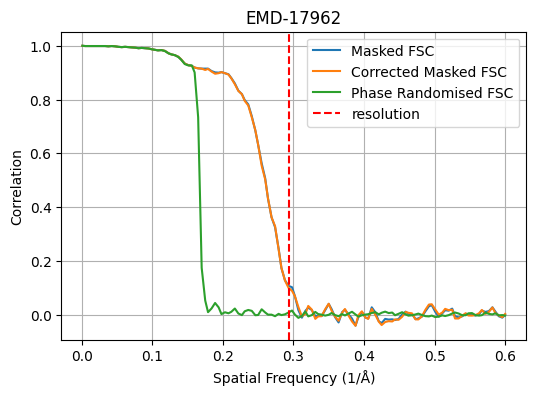 EMD-17962
Masked FSC
Corrected Masked FSC
Phase Randomised FSC
resolution
Correlation
1.0
0.8
0.6
0.4
0.2
0.0
0.0 0.1 0.2 0.3 0.4 0.5 0.6
Spatial Frequency (1/Å)